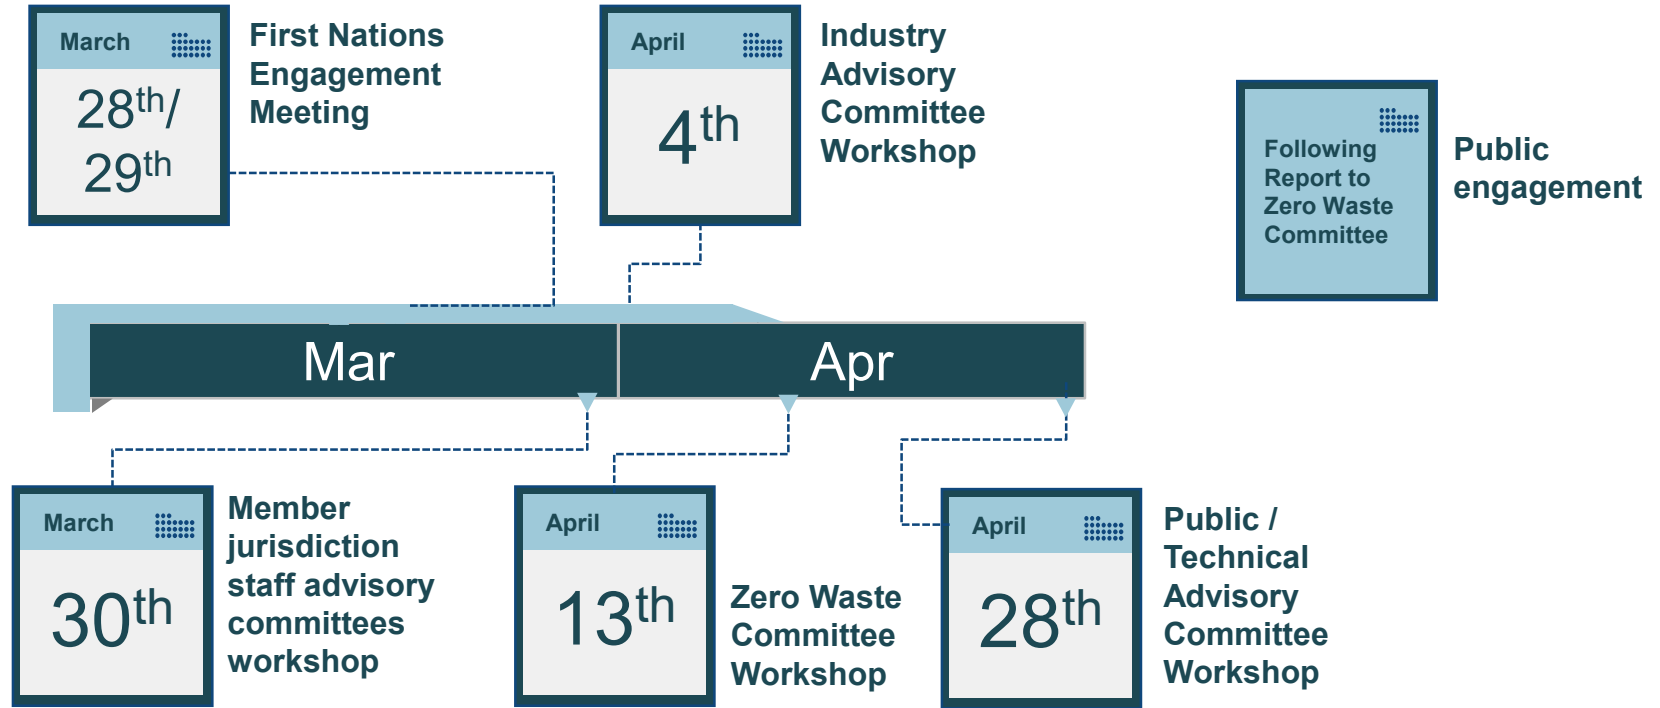 March
28th/
29th
First Nations
Engagement
Meeting
April
4th
Industry
Advisory
Committee
Workshop
Following
Report to
Zero Waste
Committee
Public
engagement
Mar
Apr
March
30th
Member
jurisdiction
staff advisory
committees
workshop
April
13th
Zero Waste
Committee
Workshop
April
28th
Public /
Technical
Advisory
Committee
Workshop